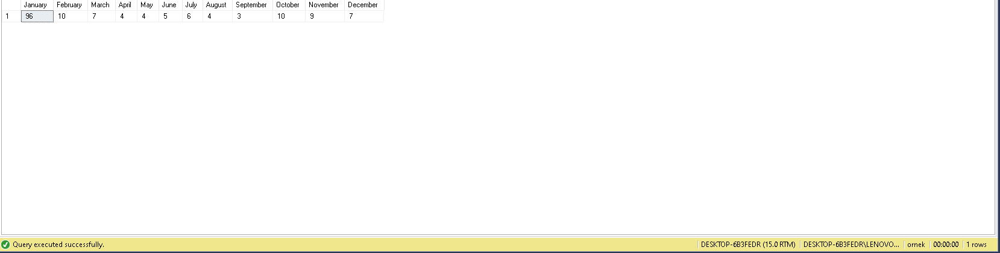 January February March April May June July August September October November December
1 96 10 7 4 4 5 6 4 3 10 9 7
Query executed successfully. DESKTOP-6B3FEDR (15.0 RTM) DESKTOP-6B3FEDR\LENOVO... ornek 00:00:00 1 rows